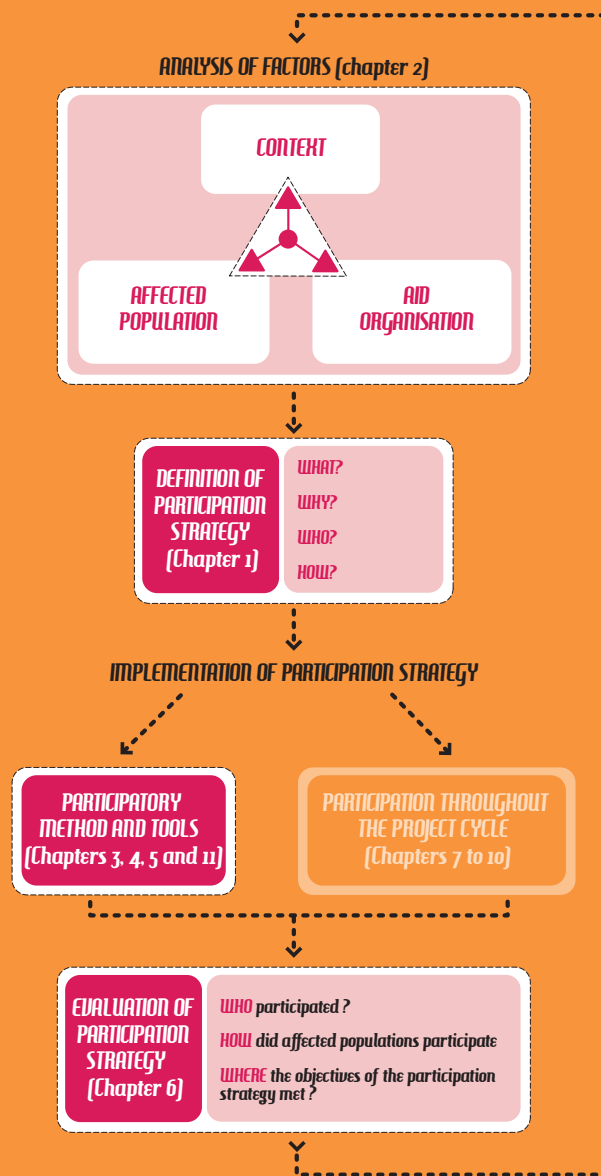 ANALYSIS OF FACTORS (chapter 2)
CONTEXT
AFFECTED
POPULATION
AID
ORGANISATION
DEFINITION OF
PARTICIPATION
STRATEGY
(Chapter 1)
WHAT?
WHY?
WHO?
HOW?
IMPLEMENTATION OF PARTICIPATION STRATEGY
PARTICIPATORY
METHOD AND TOOLS
(Chapters 3, 4, 5 and 11)
PARTICIPATION THROUGHOUT
THE PROJECT CYCLE
(Chapters 7 to 10)
EVALUATION OF
PARTICIPATION
STRATEGY
(Chapter 6)
WHO participated ?
HOW did affected populations participate
WHERE the objectives of the participation
strategy met ?